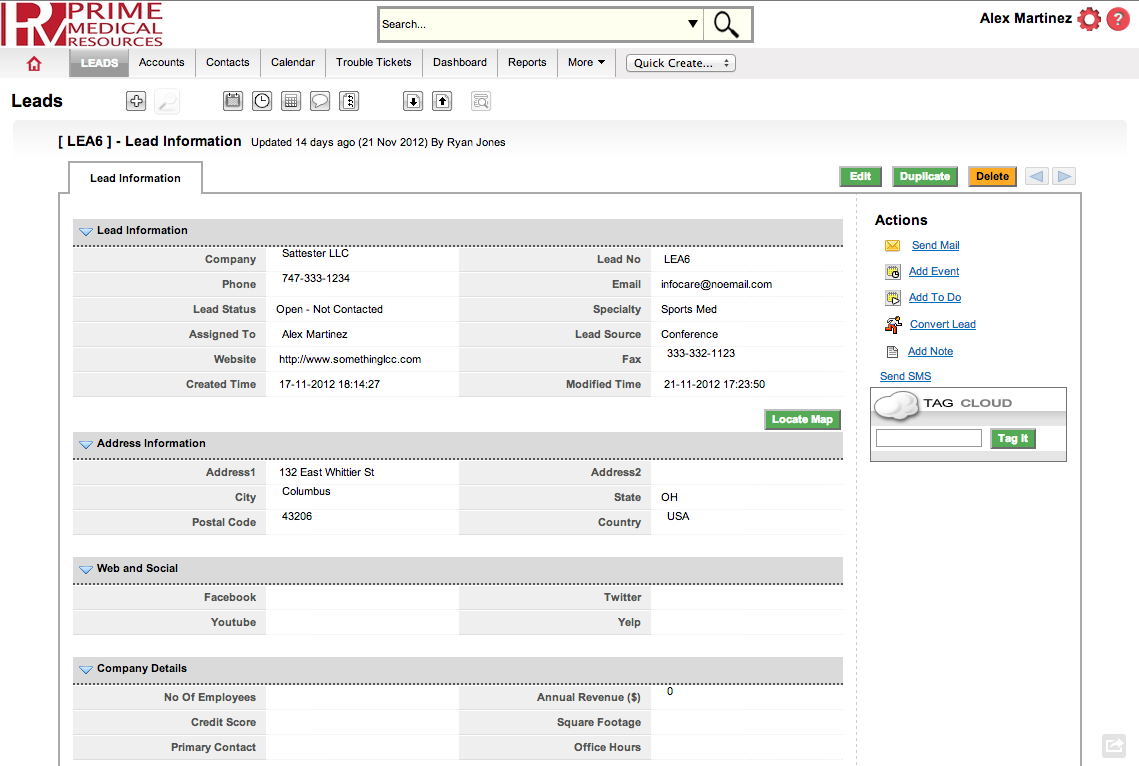 PRIME
MEDICAL
RESOURCES
Search...
Alex Martinez
LEADS Accounts Contacts Calendar Trouble Tickets Dashboard Reports More Quick Create...
Leads
[ LEA6 ] - Lead Information Updated 14 days ago (21 Nov 2012) By Ryan Jones
Lead Information
Edit Duplicate Delete
Lead Information
Company Sattester LLC Lead No LEA6
Phone 747-333-1234 Email infocare@noemail.com
Lead Status Open - Not Contacted Specialty Sports Med
Assigned To Alex Martinez Lead Source Conference
Website http://www.somethinglcc.com Fax 333-332-1123
Created Time 17-11-2012 18:14:27 Modified Time 21-11-2012 17:23:50
Locate Map
Address Information
Address1 132 East Whittier St Address2
City Columbus State OH
Postal Code 43206 Country USA
Web and Social
Facebook Twitter
Youtube Yelp
Company Details
No Of Employees Annual Revenue ($) 0
Credit Score Square Footage
Primary Contact Office Hours
Actions
Send Mail
Add Event
Add To Do
Convert Lead
Add Note
Send SMS
TAG CLOUD
Tag It